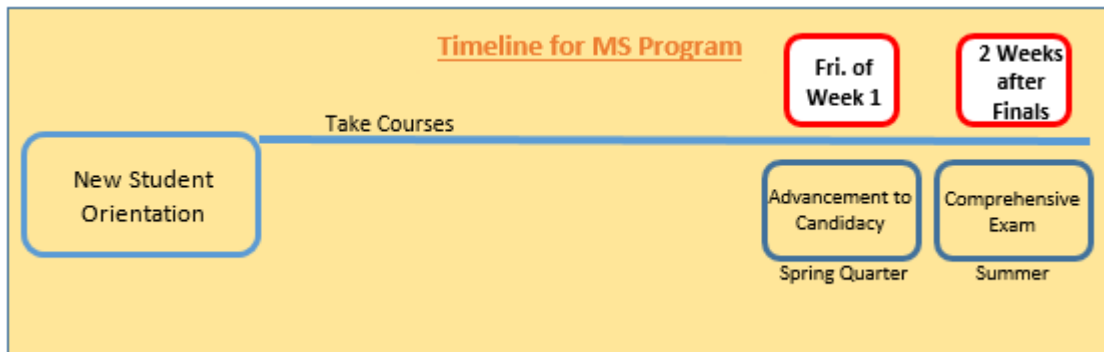 Timeline for MS Program
Fri. of
Week 1
2 Weeks
after
Finals
Take Courses
New Student
Orientation
Advancement to
Candidacy
Comprehensive
Exam
Spring Quarter
Summer